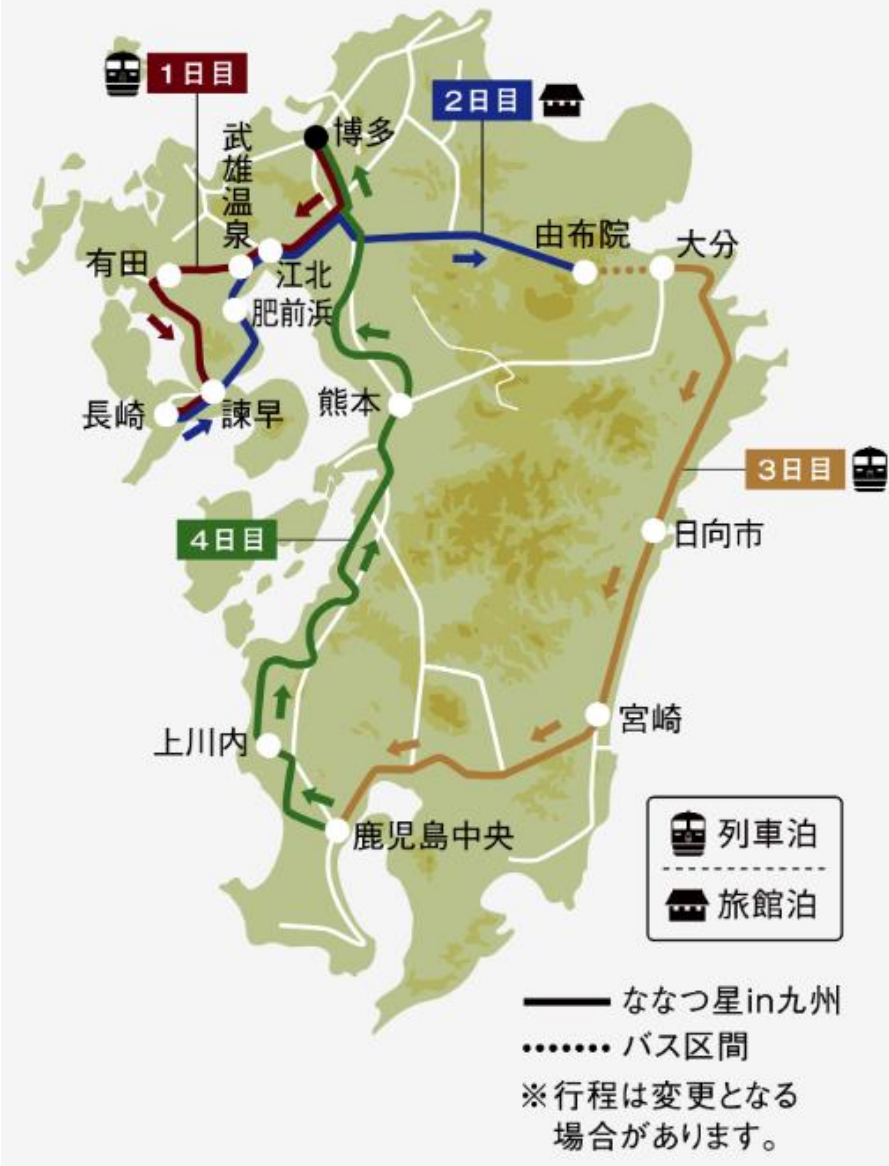 1日目
2日目
博多
武雄温泉
由布院
大分
有田
江北
肥前浜
長崎
諫早
熊本
3日目
4日目
日向市
宮崎
上川内
鹿児島中央
列車泊
旅館泊
ななつ星in九州
バス区間
※行程は変更となる
場合があります。